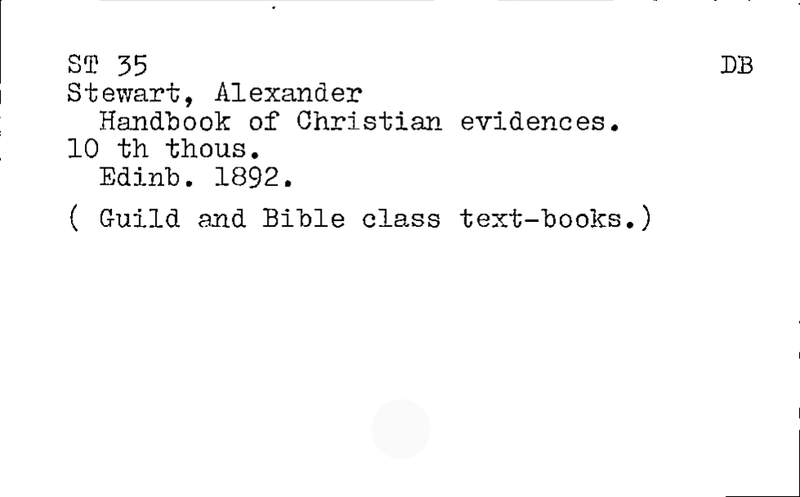 ST 35 DB
Stewart, Alexander
Handbook of Christian evidences.
10 th thous.
Edinb. 1892.
( Guild and Bible class text-books.)